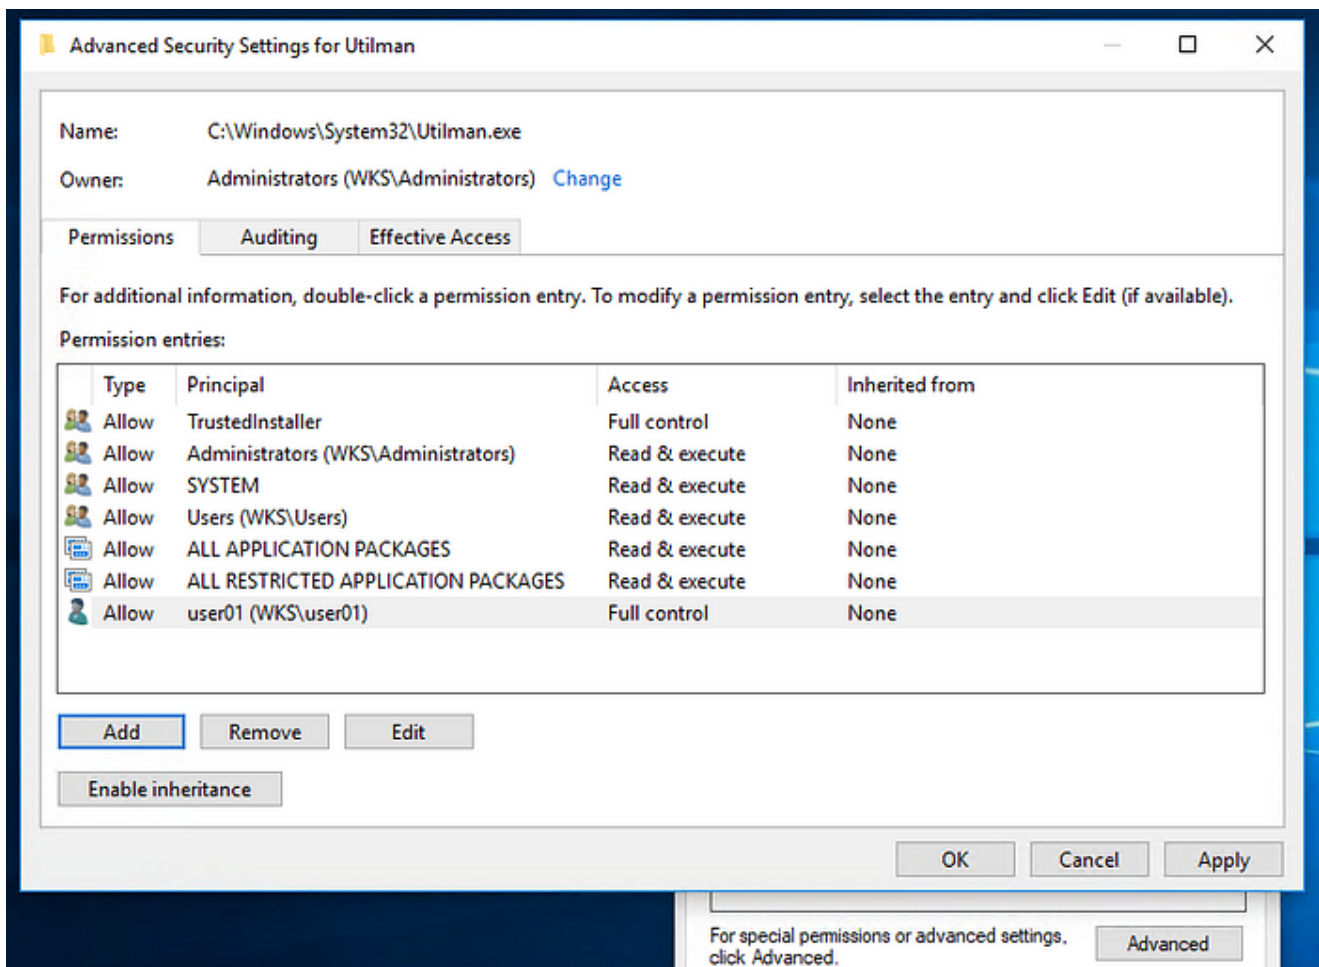 Advanced Security Settings for Utilman
Name: C:\Windows\System32\Utilman.exe
Owner: Administrators (WKS\Administrators) Change
Permissions Auditing Effective Access
For additional information, double-click a permission entry. To modify a permission entry, select the entry and click Edit (if available).
Permission entries:
Type Principal Access Inherited from
Allow TrustedInstaller Full control None
Allow Administrators (WKS\Administrators) Read & execute None
Allow SYSTEM Read & execute None
Allow Users (WKS\Users) Read & execute None
Allow ALL APPLICATION PACKAGES Read & execute None
Allow ALL RESTRICTED APPLICATION PACKAGES Read & execute None
Allow user01 (WKS\user01) Full control None
Add Remove Edit
Enable inheritance
OK Cancel Apply
For special permissions or advanced settings, Advanced
click Advanced.